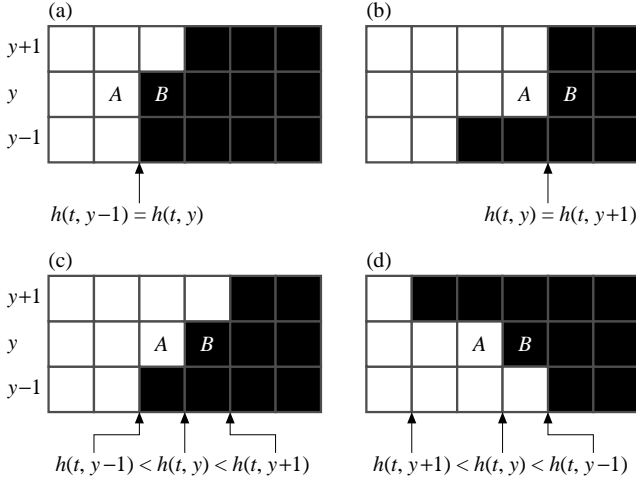 (a) (b)
y+1
y A B A B
y−1
h(t, y−1) = h(t, y) h(t, y) = h(t, y+1)
(c) (d)
y+1
y A B A B
y−1
h(t, y−1) < h(t, y) < h(t, y+1) h(t, y+1) < h(t, y) < h(t, y−1)